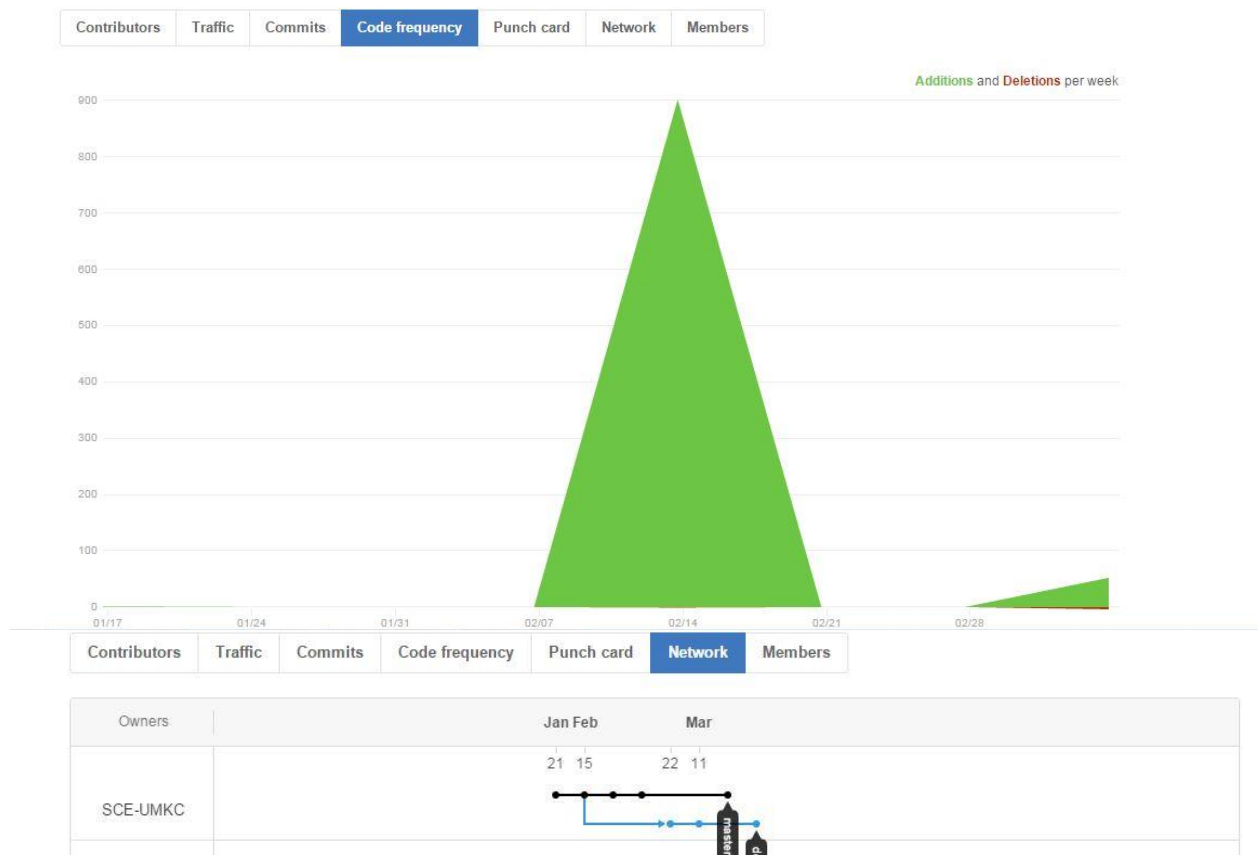 Contributors Traffic Commits Code frequency Punch card Network Members
Additions and Deletions per week
900
800
700
600
500
400
300
200
100
0
01/17 01/24 01/31 02/07 02/14 02/21 02/28
Contributors Traffic Commits Code frequency Punch card Network Members
Owners Jan Feb Mar
21 15 22 11
SCE-UMKC
master